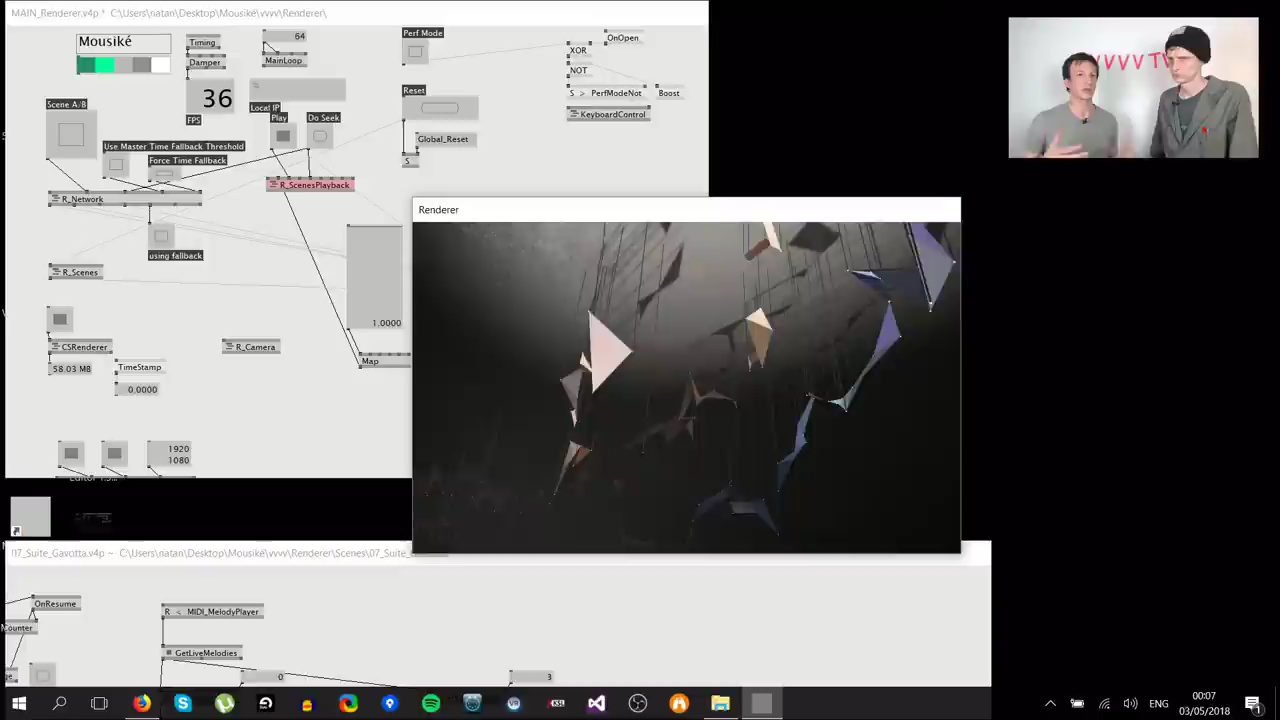 MAIN_Renderer.v4p * C:\Users\natan\Desktop\Mousiké\vvvv\Renderer\
Mousiké
Timing
Damper
64
MainLoop
36
FPS
Local IP
Play
Do Seek
Perf Mode
Reset
Global_Reset
S
OnOpen
XOR
NOT
S > PerfModeNot
Boost
KeyboardControl
VVVV TV
Scene A/B
Use Master Time Fallback Threshold
Force Time Fallback
R_Network
R_ScenesPlayback
using fallback
R_Scenes
1.0000
Map
CSRenderer
58.03 MB
TimeStamp
0.0000
R_Camera
1920
1080
Renderer
07_Suite_Gavotta.v4p ~ C:\Users\natan\Desktop\Mousiké\vvvv\Renderer\Scenes\07_Suite_
OnResume
Counter
R < MIDI_MelodyPlayer
GetLiveMelodies
0
3
ENG
00:07
03/05/2018
1